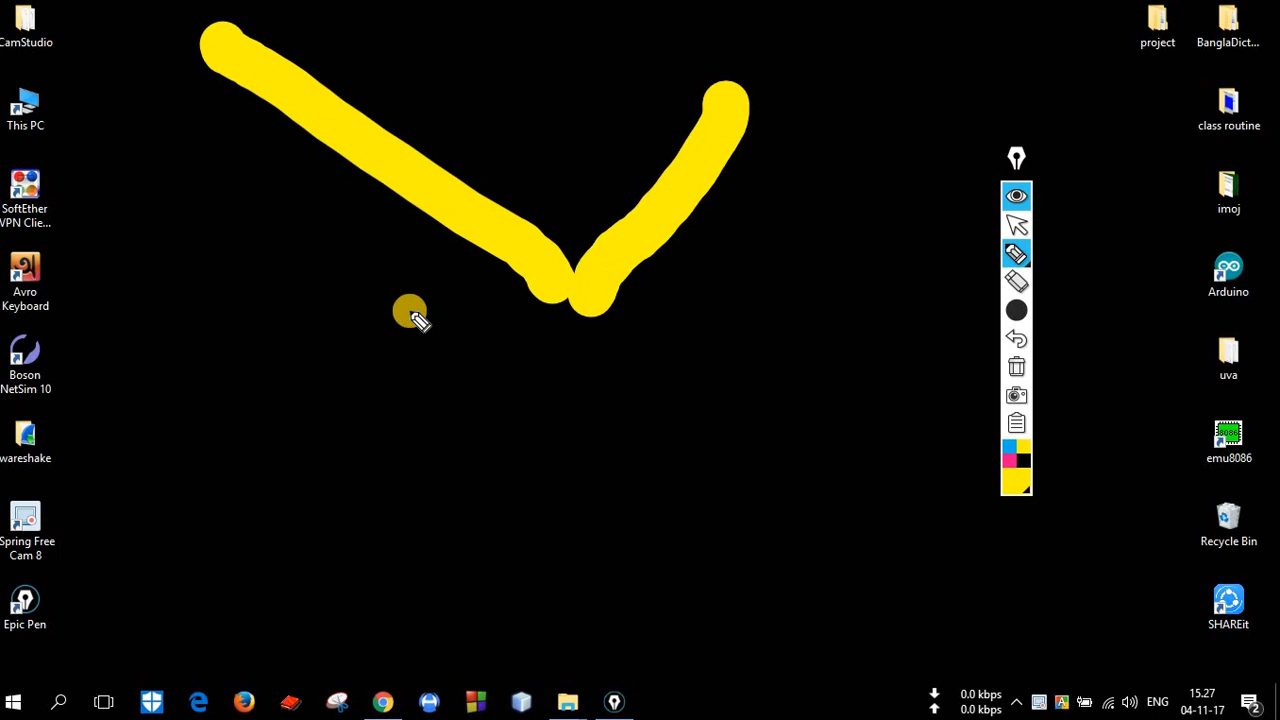 CamStudio
This PC
SoftEther
VPN Clie...
Avro
Keyboard
Boson
NetSim 10
wareshake
Spring Free
Cam 8
Epic Pen
project
BanglaDict...
class routine
imoj
Arduino
uva
8086
emu8086
Recycle Bin
SHAREit
অ
0.0 kbps
0.0 kbps
A
ENG
15.27
04-11-17
2